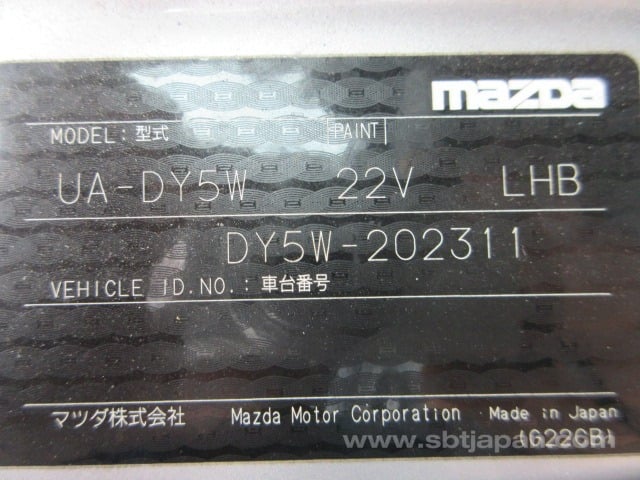 mazda
MODEL: 型式 PAINT
UA-DY5W 22V LHB
DY5W-202311
VEHICLE ID.NO.: 車台番号
マツダ株式会社 Mazda Motor Corporation Made in Japan
www.sbtjapan.com